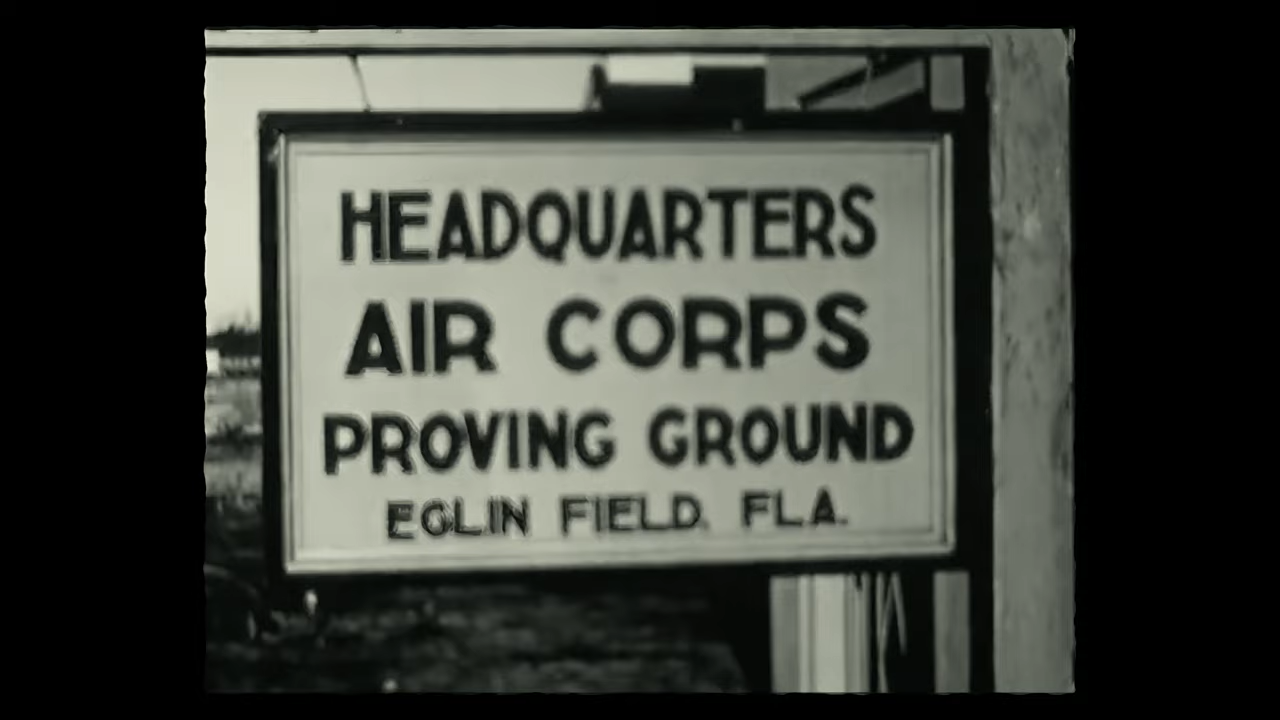 HEADQUARTERS
AIR CORPS
PROVING GROUND
EGLIN FIELD, FLA.